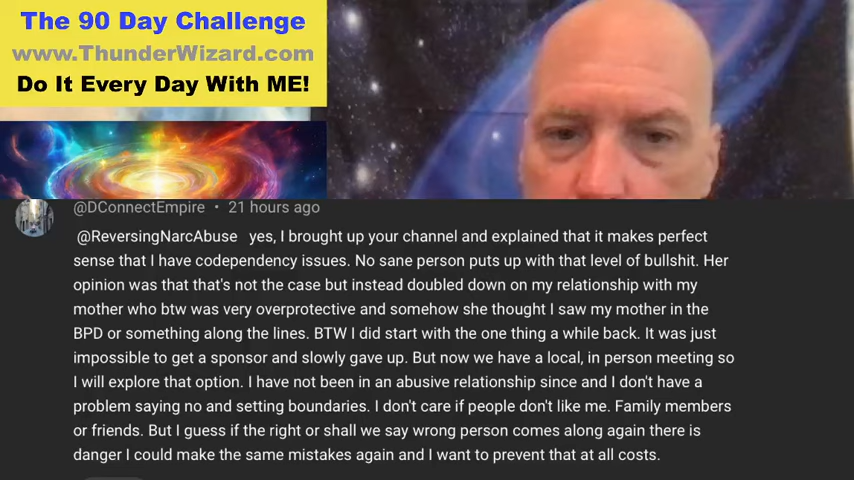 The 90 Day Challenge
www.ThunderWizard.com
Do It Every Day With ME!
@DConnectEmpire • 21 hours ago
@ReversingNarcAbuse yes, I brought up your channel and explained that it makes perfect
sense that I have codependency issues. No sane person puts up with that level of bullshit. Her
opinion was that that's not the case but instead doubled down on my relationship with my
mother who btw was very overprotective and somehow she thought I saw my mother in the
BPD or something along the lines. BTW I did start with the one thing a while back. It was just
impossible to get a sponsor and slowly gave up. But now we have a local, in person meeting so
I will explore that option. I have not been in an abusive relationship since and I don't have a
problem saying no and setting boundaries. I don't care if people don't like me. Family members
or friends. But I guess if the right or shall we say wrong person comes along again there is
danger I could make the same mistakes again and I want to prevent that at all costs.